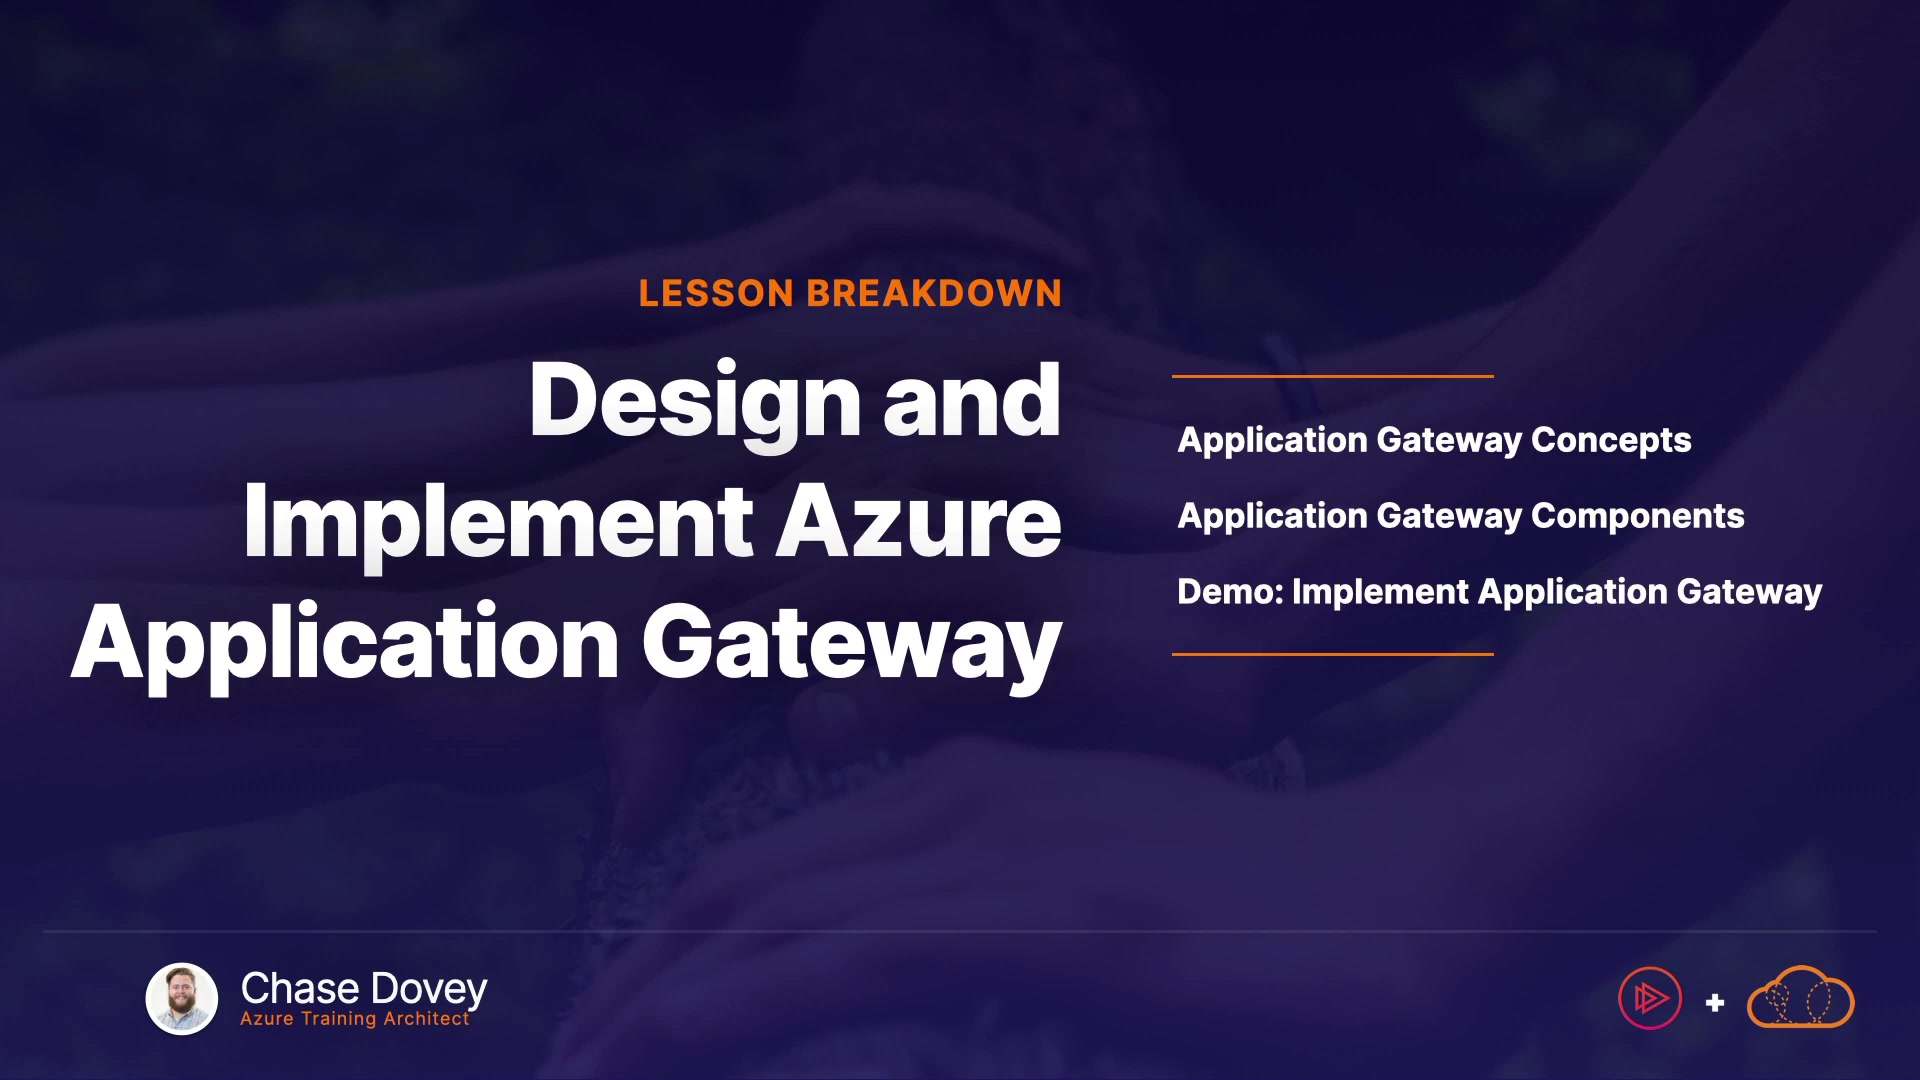 LESSON BREAKDOWN
Design and
Implement Azure
Application Gateway
Application Gateway Concepts
Application Gateway Components
Demo: Implement Application Gateway
Chase Dovey
Azure Training Architect
+